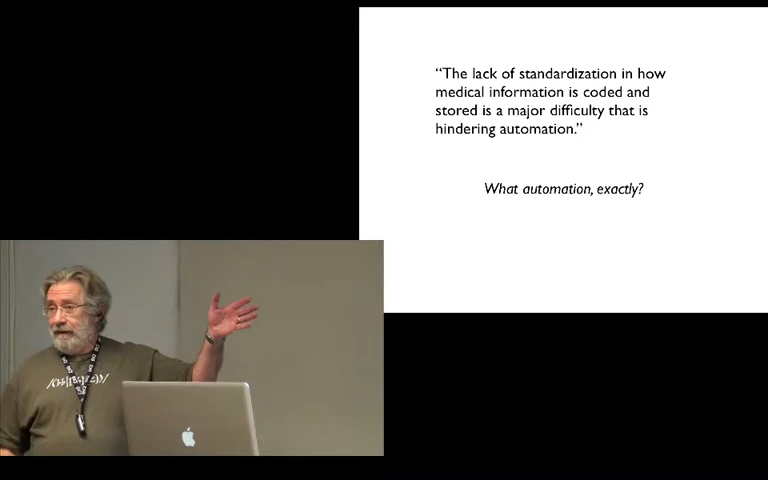 “The lack of standardization in how
medical information is coded and
stored is a major difficulty that is
hindering automation.”
What automation, exactly?